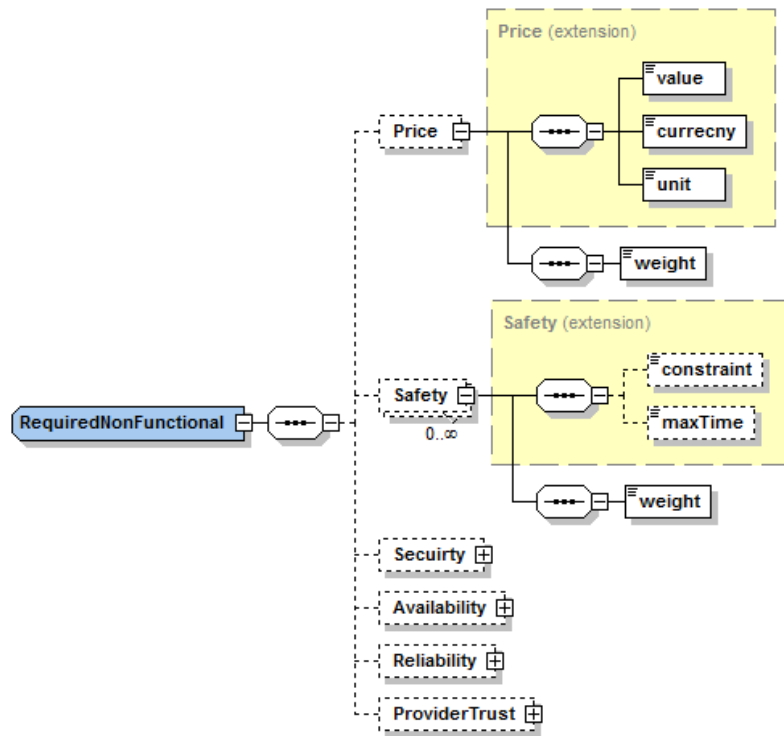 Price (extension)
value
Price
currecny
unit
weight
Safety (extension)
constraint
Safety
RequiredNonFunctional
maxTime
0..∞
weight
Secuirty
Availability
Reliability
ProviderTrust